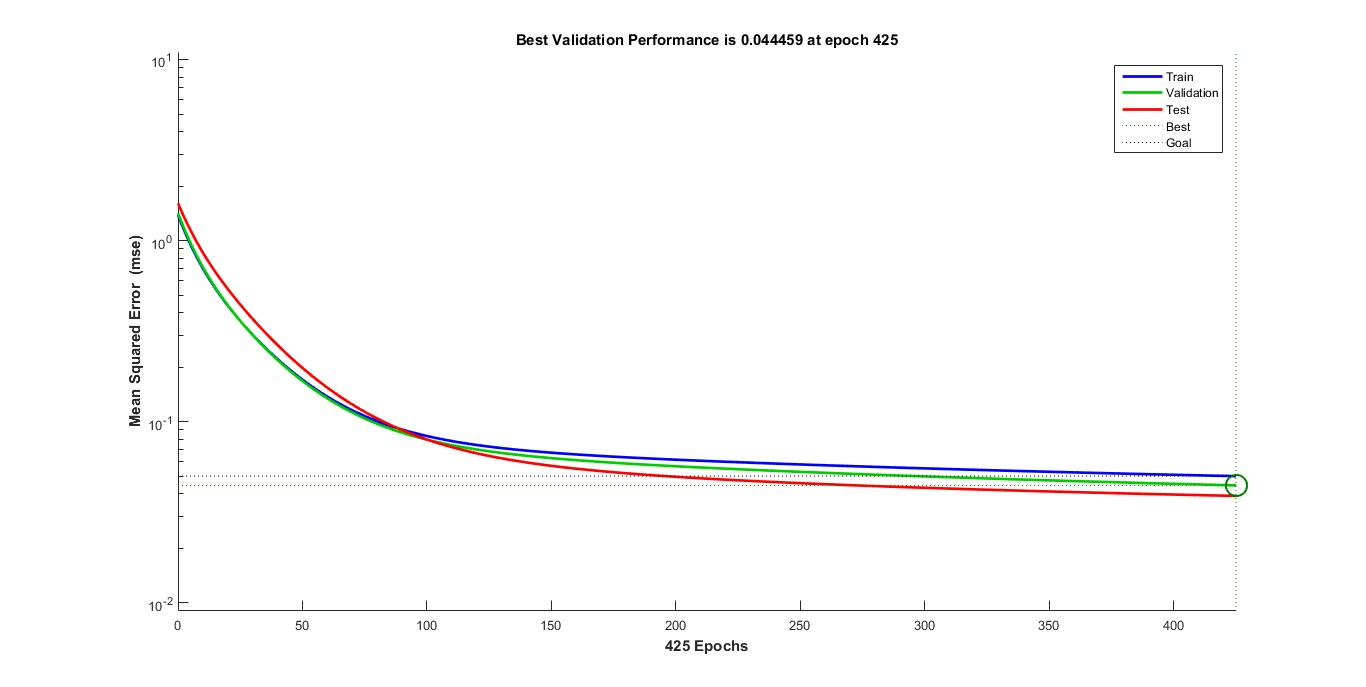 Best Validation Performance is 0.044459 at epoch 425
Train
Validation
Test
Best
Goal
Mean Squared Error (mse)
10^1
10^0
10^-1
10^-2
0 50 100 150 200 250 300 350 400
425 Epochs